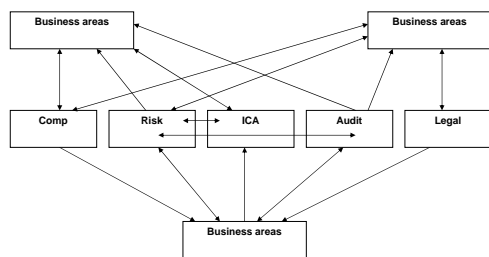 Business areas
Business areas
Comp
Risk
ICA
Audit
Legal
Business areas